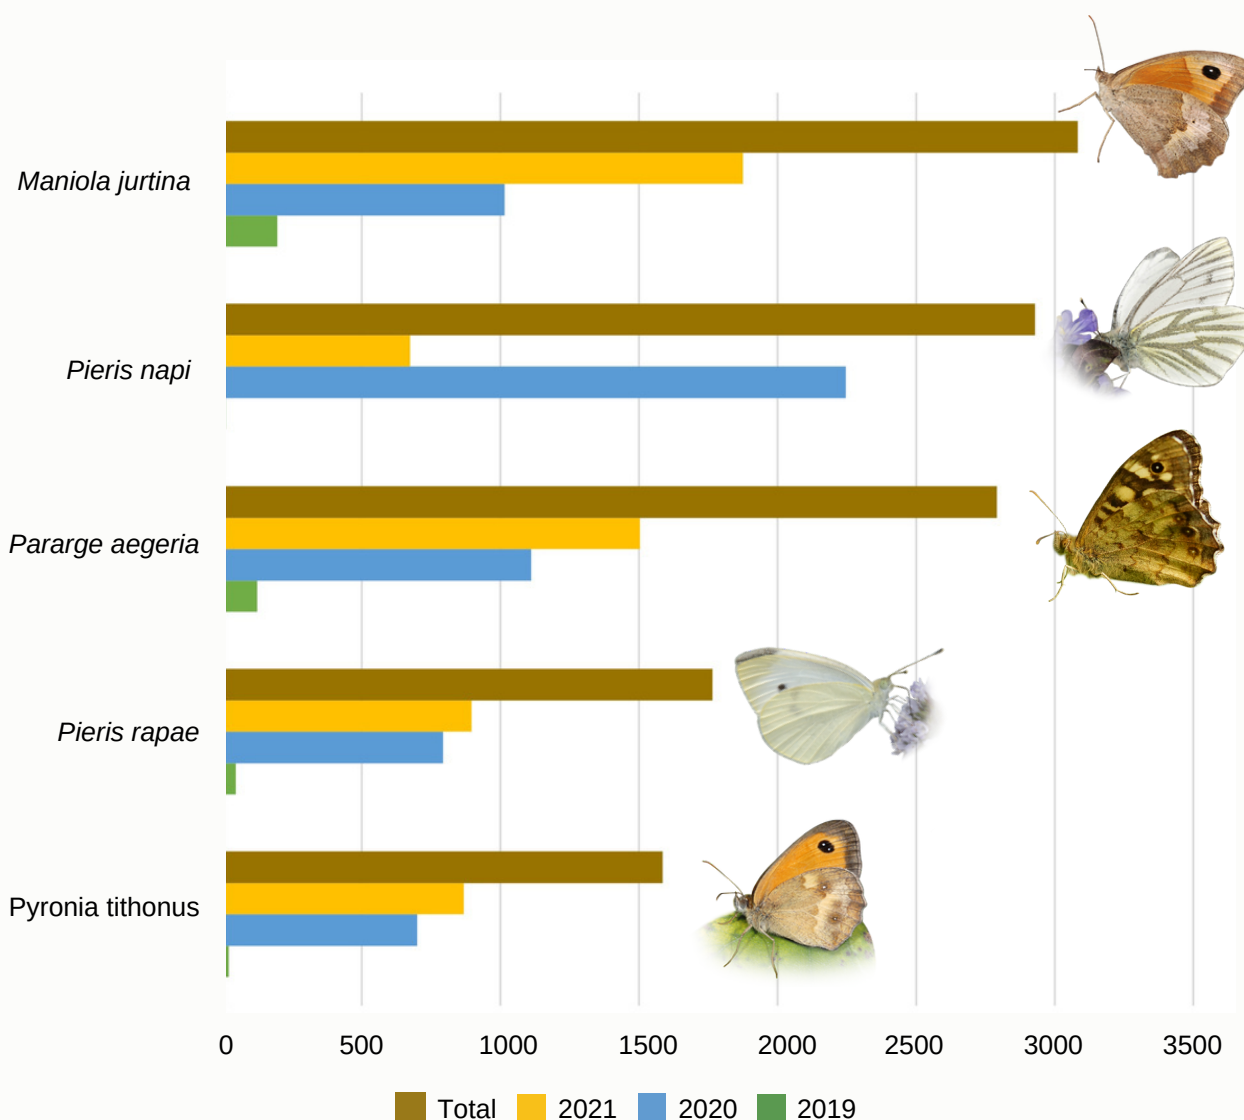 Maniola jurtina
Pieris napi
Pararge aegeria
Pieris rapae
Pyronia tithonus
0 500 1000 1500 2000 2500 3000 3500
Total 2021 2020 2019